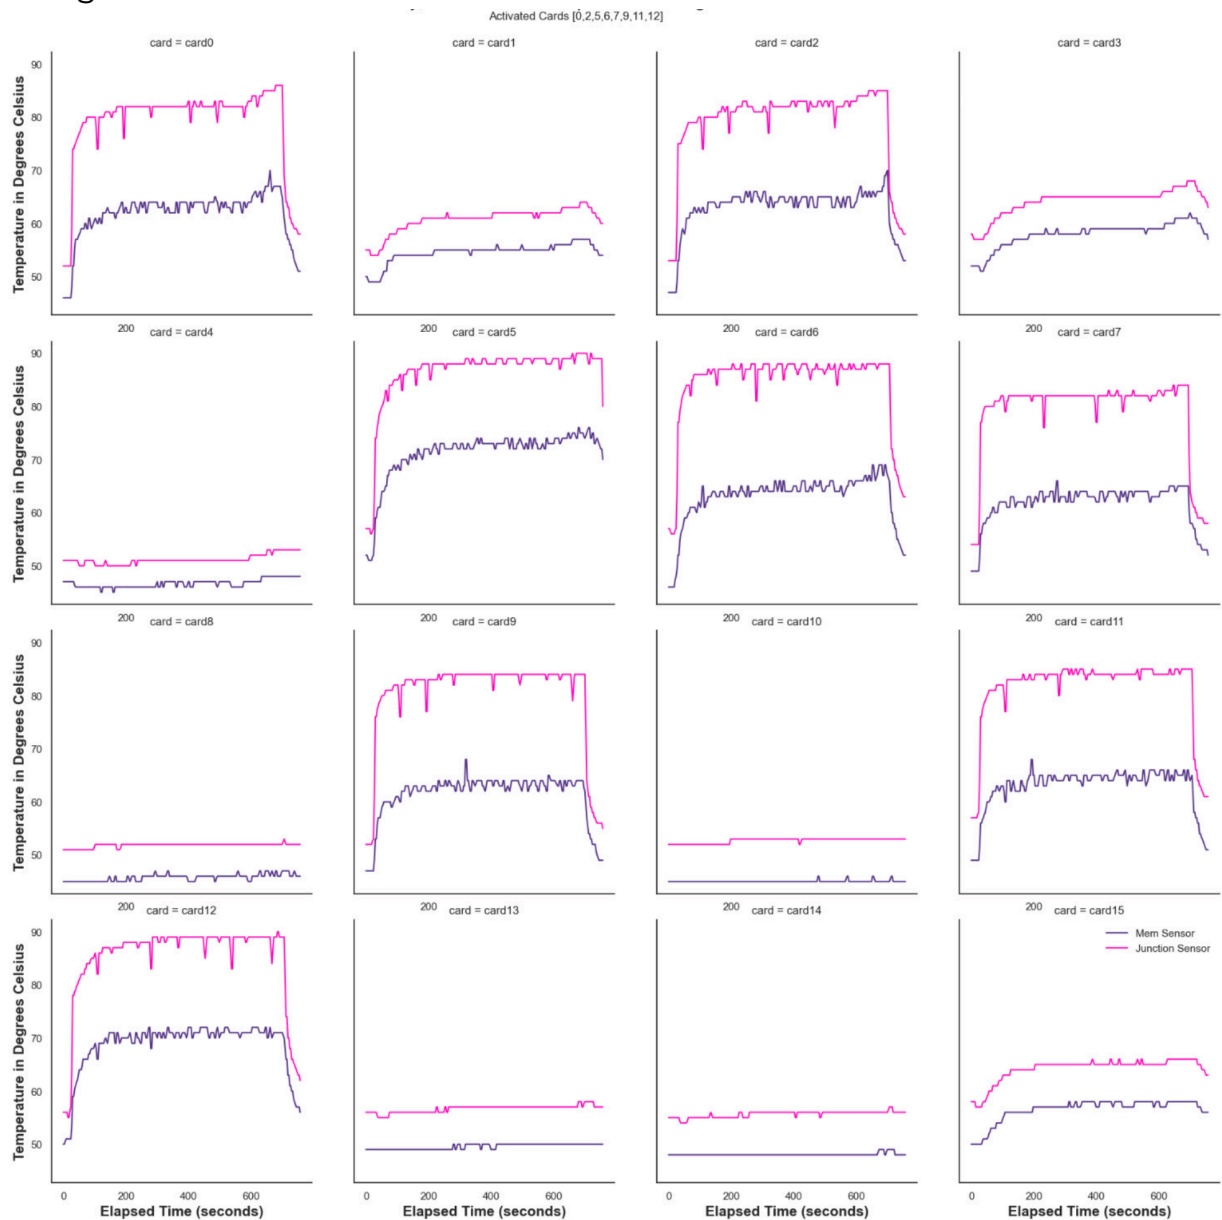 Activated Cards [0,2,5,6,7,9,11,12]
card = card0
card = card1
card = card2
card = card3
90
80
70
60
50
Temperature in Degrees Celsius
200
200
200
200
card = card4
card = card5
card = card6
card = card7
90
80
70
60
50
Temperature in Degrees Celsius
200
200
200
200
card = card8
card = card9
card = card10
card = card11
90
80
70
60
50
Temperature in Degrees Celsius
200
200
200
200
card = card12
card = card13
card = card14
card = card15
90
80
70
60
50
Temperature in Degrees Celsius
Mem Sensor
Junction Sensor
0 200 400 600
0 200 400 600
0 200 400 600
0 200 400 600
Elapsed Time (seconds)
Elapsed Time (seconds)
Elapsed Time (seconds)
Elapsed Time (seconds)